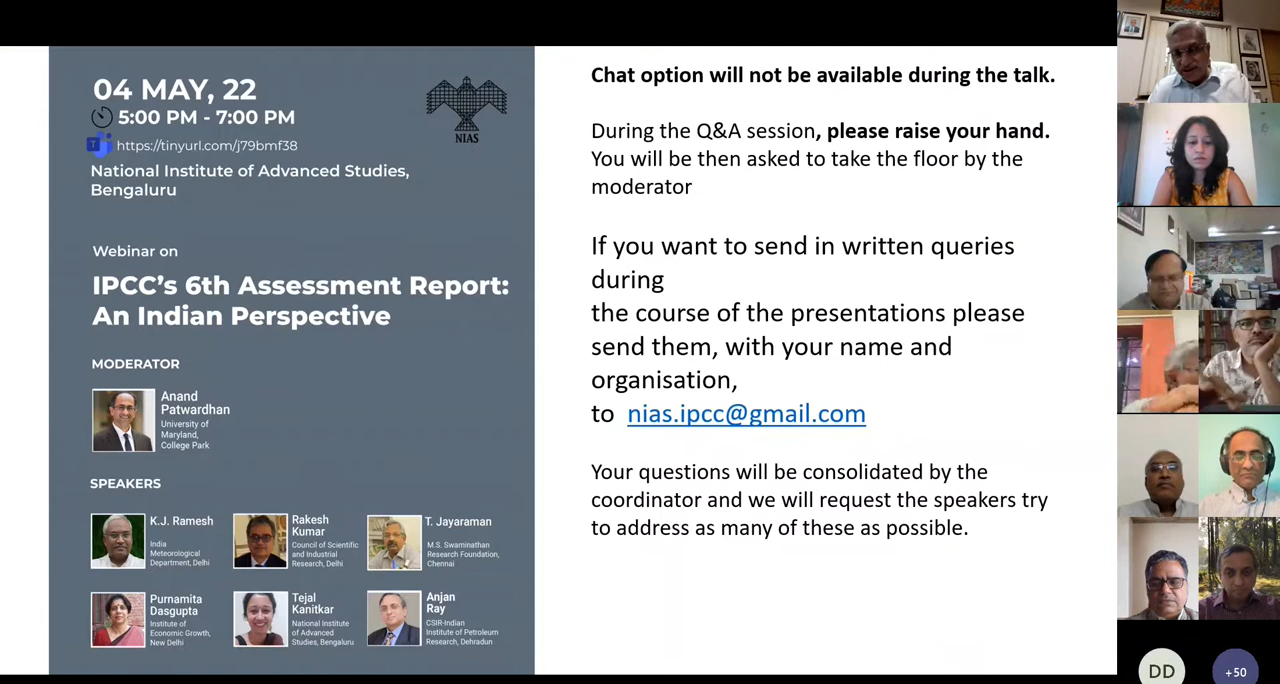 04 MAY, 22
5:00 PM - 7:00 PM
https://tinyurl.com/j79bmf38
National Institute of Advanced Studies,
Bengaluru
NIAS
Webinar on
IPCC's 6th Assessment Report:
An Indian Perspective
MODERATOR
Anand
Patwardhan
University of
Maryland,
College Park
SPEAKERS
K.J. Ramesh
India
Meteorological
Department, Delhi
Rakesh
Kumar
Council of Scientific
and Industrial
Research, Delhi
T. Jayaraman
M.S. Swaminathan
Research Foundation,
Chennai
Purnamita
Dasgupta
Institute of
Economic Growth,
New Delhi
Tejal
Kanitkar
National Institute
of Advanced
Studies, Bengaluru
Anjan
Ray
CSIR-Indian
Institute of Petroleum
Research, Dehradun
Chat option will not be available during the talk.
During the Q&A session, please raise your hand.
You will be then asked to take the floor by the
moderator
If you want to send in written queries
during
the course of the presentations please
send them, with your name and
organisation,
to nias.ipcc@gmail.com
Your questions will be consolidated by the
coordinator and we will request the speakers try
to address as many of these as possible.
DD
+50